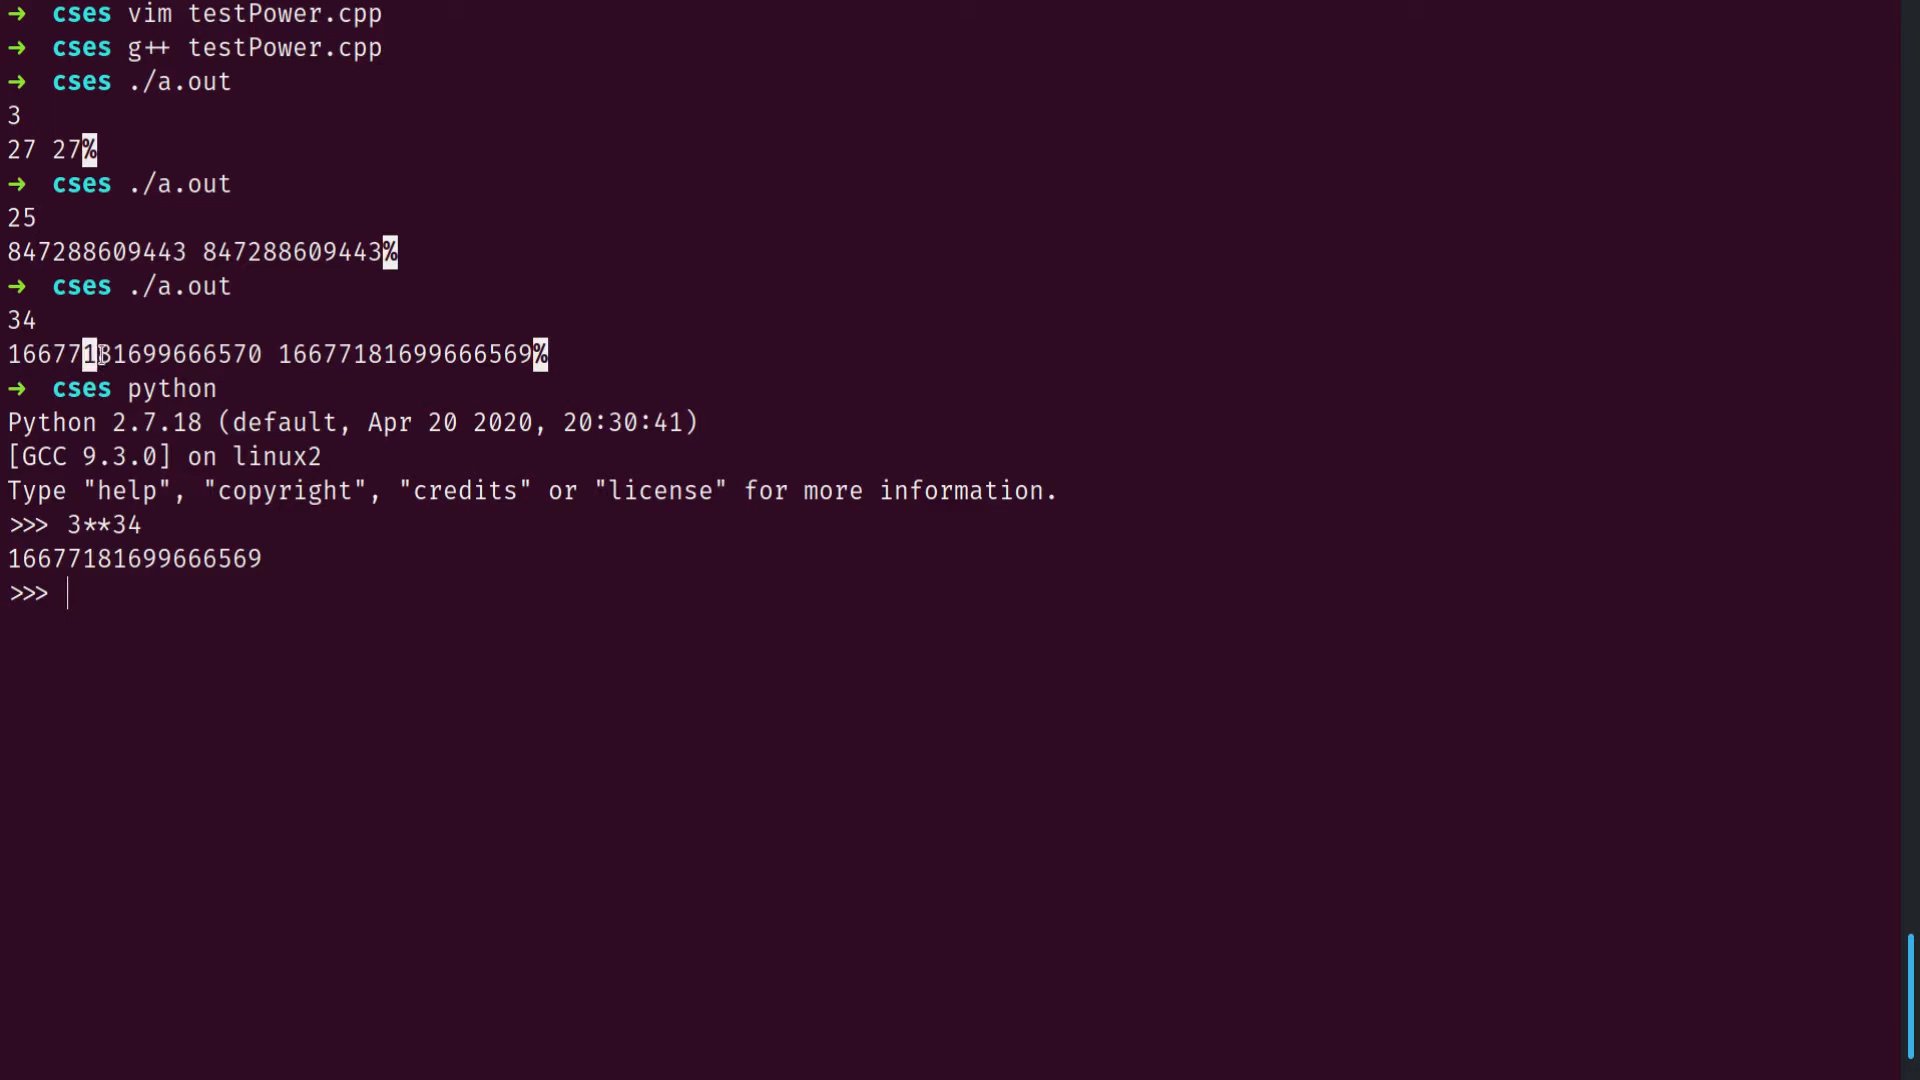 → cses vim testPower.cpp
→ cses g++ testPower.cpp
→ cses ./a.out
3
27 27%
→ cses ./a.out
25
847288609443 847288609443%
→ cses ./a.out
34
16677181699666570 16677181699666569%
→ cses python
Python 2.7.18 (default, Apr 20 2020, 20:30:41)
[GCC 9.3.0] on linux2
Type "help", "copyright", "credits" or "license" for more information.
>>> 3**34
16677181699666569
>>>